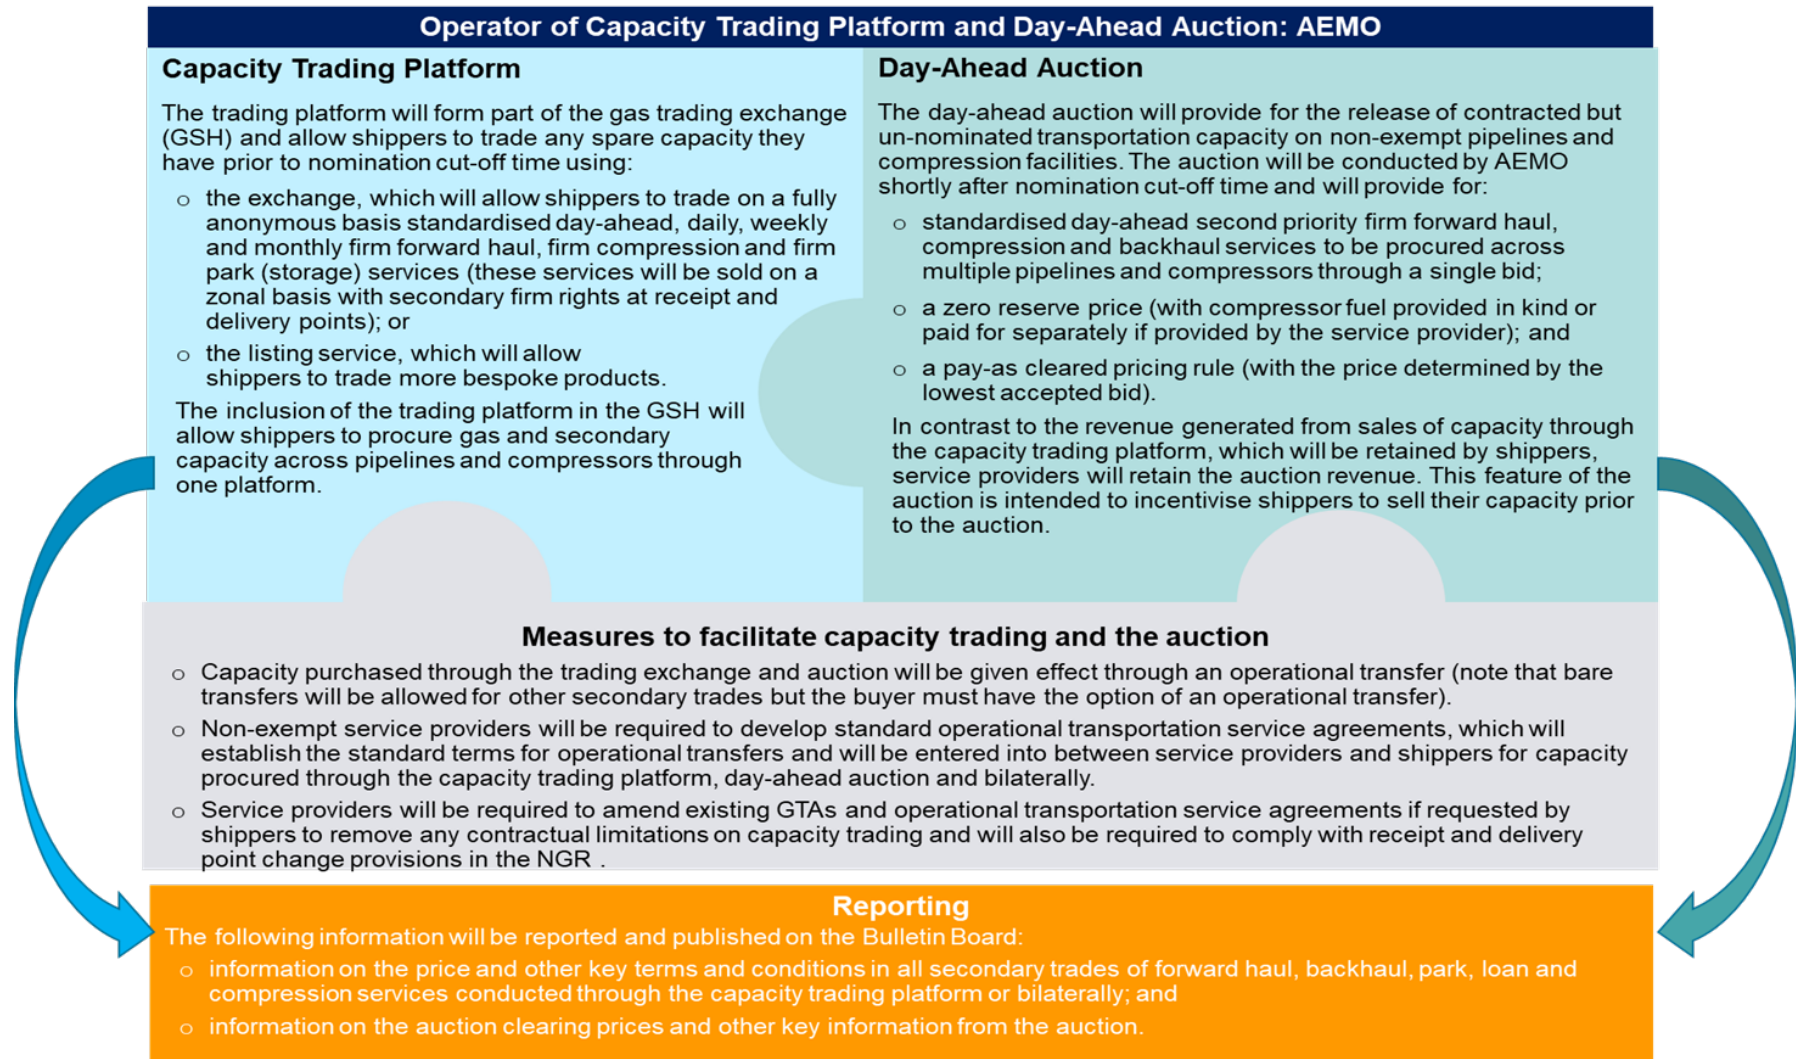 Operator of Capacity Trading Platform and Day-Ahead Auction: AEMO
Capacity Trading Platform
The trading platform will form part of the gas trading exchange
(GSH) and allow shippers to trade any spare capacity they
have prior to nomination cut-off time using:
o the exchange, which will allow shippers to trade on a fully
anonymous basis standardised day-ahead, daily, weekly
and monthly firm forward haul, firm compression and firm
park (storage) services (these services will be sold on a
zonal basis with secondary firm rights at receipt and
delivery points); or
o the listing service, which will allow
shippers to trade more bespoke products.
The inclusion of the trading platform in the GSH will
allow shippers to procure gas and secondary
capacity across pipelines and compressors through
one platform.
Day-Ahead Auction
The day-ahead auction will provide for the release of contracted but
un-nominated transportation capacity on non-exempt pipelines and
compression facilities. The auction will be conducted by AEMO
shortly after nomination cut-off time and will provide for:
o standardised day-ahead second priority firm forward haul,
compression and backhaul services to be procured across
multiple pipelines and compressors through a single bid;
o a zero reserve price (with compressor fuel provided in kind or
paid for separately if provided by the service provider); and
o a pay-as cleared pricing rule (with the price determined by the
lowest accepted bid).
In contrast to the revenue generated from sales of capacity through
the capacity trading platform, which will be retained by shippers,
service providers will retain the auction revenue. This feature of the
auction is intended to incentivise shippers to sell their capacity prior
to the auction.
Measures to facilitate capacity trading and the auction
o Capacity purchased through the trading exchange and auction will be given effect through an operational transfer (note that bare
transfers will be allowed for other secondary trades but the buyer must have the option of an operational transfer).
o Non-exempt service providers will be required to develop standard operational transportation service agreements, which will
establish the standard terms for operational transfers and will be entered into between service providers and shippers for capacity
procured through the capacity trading platform, day-ahead auction and bilaterally.
o Service providers will be required to amend existing GTAs and operational transportation service agreements if requested by
shippers to remove any contractual limitations on capacity trading and will also be required to comply with receipt and delivery
point change provisions in the NGR .
Reporting
The following information will be reported and published on the Bulletin Board:
o information on the price and other key terms and conditions in all secondary trades of forward haul, backhaul, park, loan and
compression services conducted through the capacity trading platform or bilaterally; and
o information on the auction clearing prices and other key information from the auction.